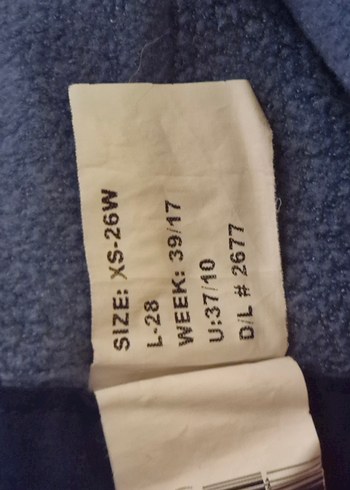 SIZE: XS-26W
L-28
WEEK: 39/17
U:37/10
D/L # 2677